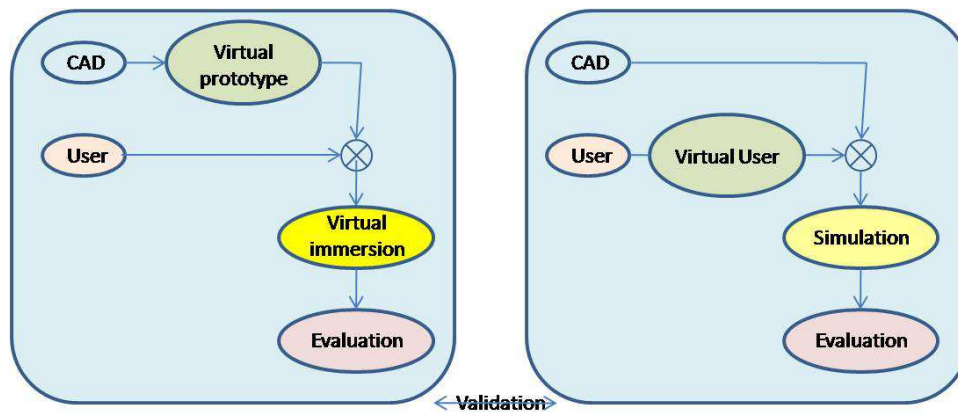 CAD
Virtual
prototype
User
Virtual
immersion
Evaluation
CAD
User
Virtual User
Simulation
Evaluation
Validation